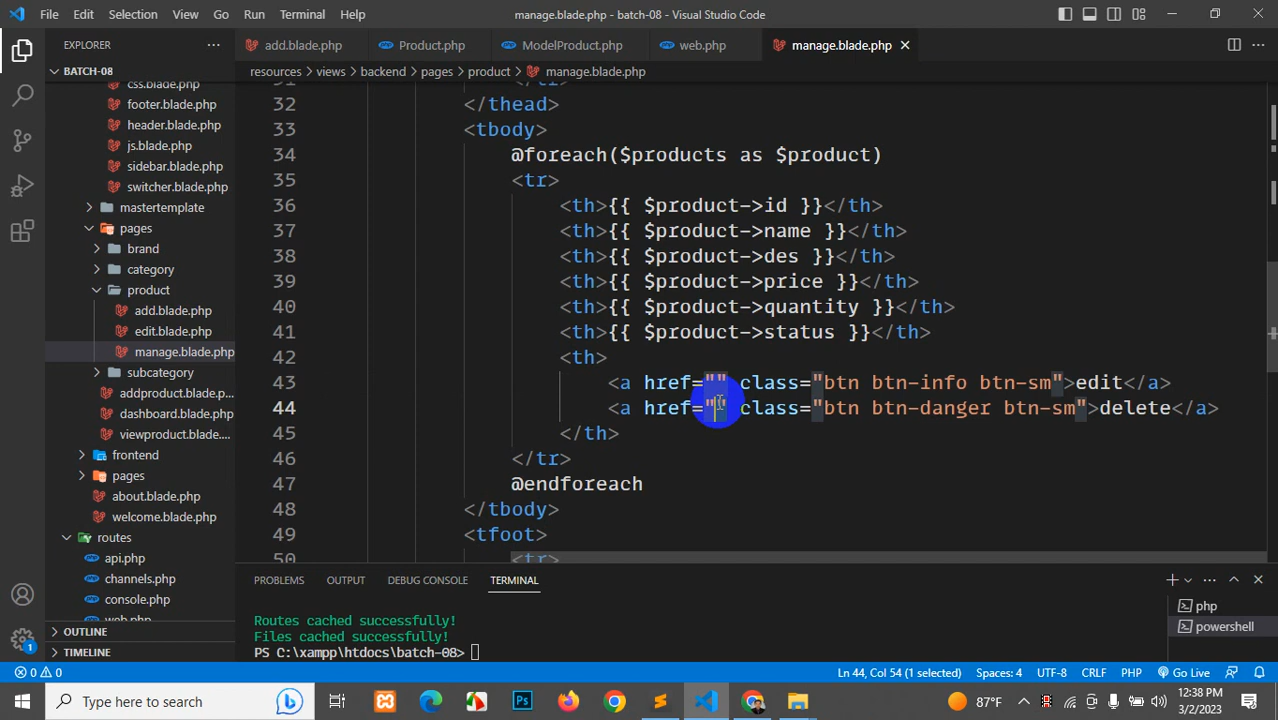 File Edit Selection View Go Run Terminal Help
manage.blade.php - batch-08 - Visual Studio Code
EXPLORER
BATCH-08
css.blade.php
footer.blade.php
header.blade.php
js.blade.php
sidebar.blade.php
switcher.blade.php
mastertemplate
pages
brand
category
product
add.blade.php
edit.blade.php
manage.blade.php
subcategory
addproduct.blade.php
dashboard.blade.php
viewproduct.blade....
frontend
pages
about.blade.php
welcome.blade.php
routes
api.php
channels.php
console.php
web.php
OUTLINE
TIMELINE
add.blade.php Product.php ModelProduct.php web.php manage.blade.php
resources > views > backend > pages > product > manage.blade.php
31 </tr>
32 </thead>
33 <tbody>
34 @foreach($products as $product)
35 <tr>
36 <th>{{ $product->id }}</th>
37 <th>{{ $product->name }}</th>
38 <th>{{ $product->des }}</th>
39 <th>{{ $product->price }}</th>
40 <th>{{ $product->quantity }}</th>
41 <th>{{ $product->status }}</th>
42 <th>
43 <a href="" class="btn btn-info btn-sm">edit</a>
44 <a href="" class="btn btn-danger btn-sm">delete</a>
45 </th>
46 </tr>
47 @endforeach
48 </tbody>
49 <tfoot>
50 <tr>
PROBLEMS OUTPUT DEBUG CONSOLE TERMINAL
Routes cached successfully!
Files cached successfully!
PS C:\xampp\htdocs\batch-08>
php
powershell
0 0 Ln 44, Col 54 (1 selected) Spaces: 4 UTF-8 CRLF PHP Go Live
Type here to search
87°F
12:38 PM
3/2/2023
1